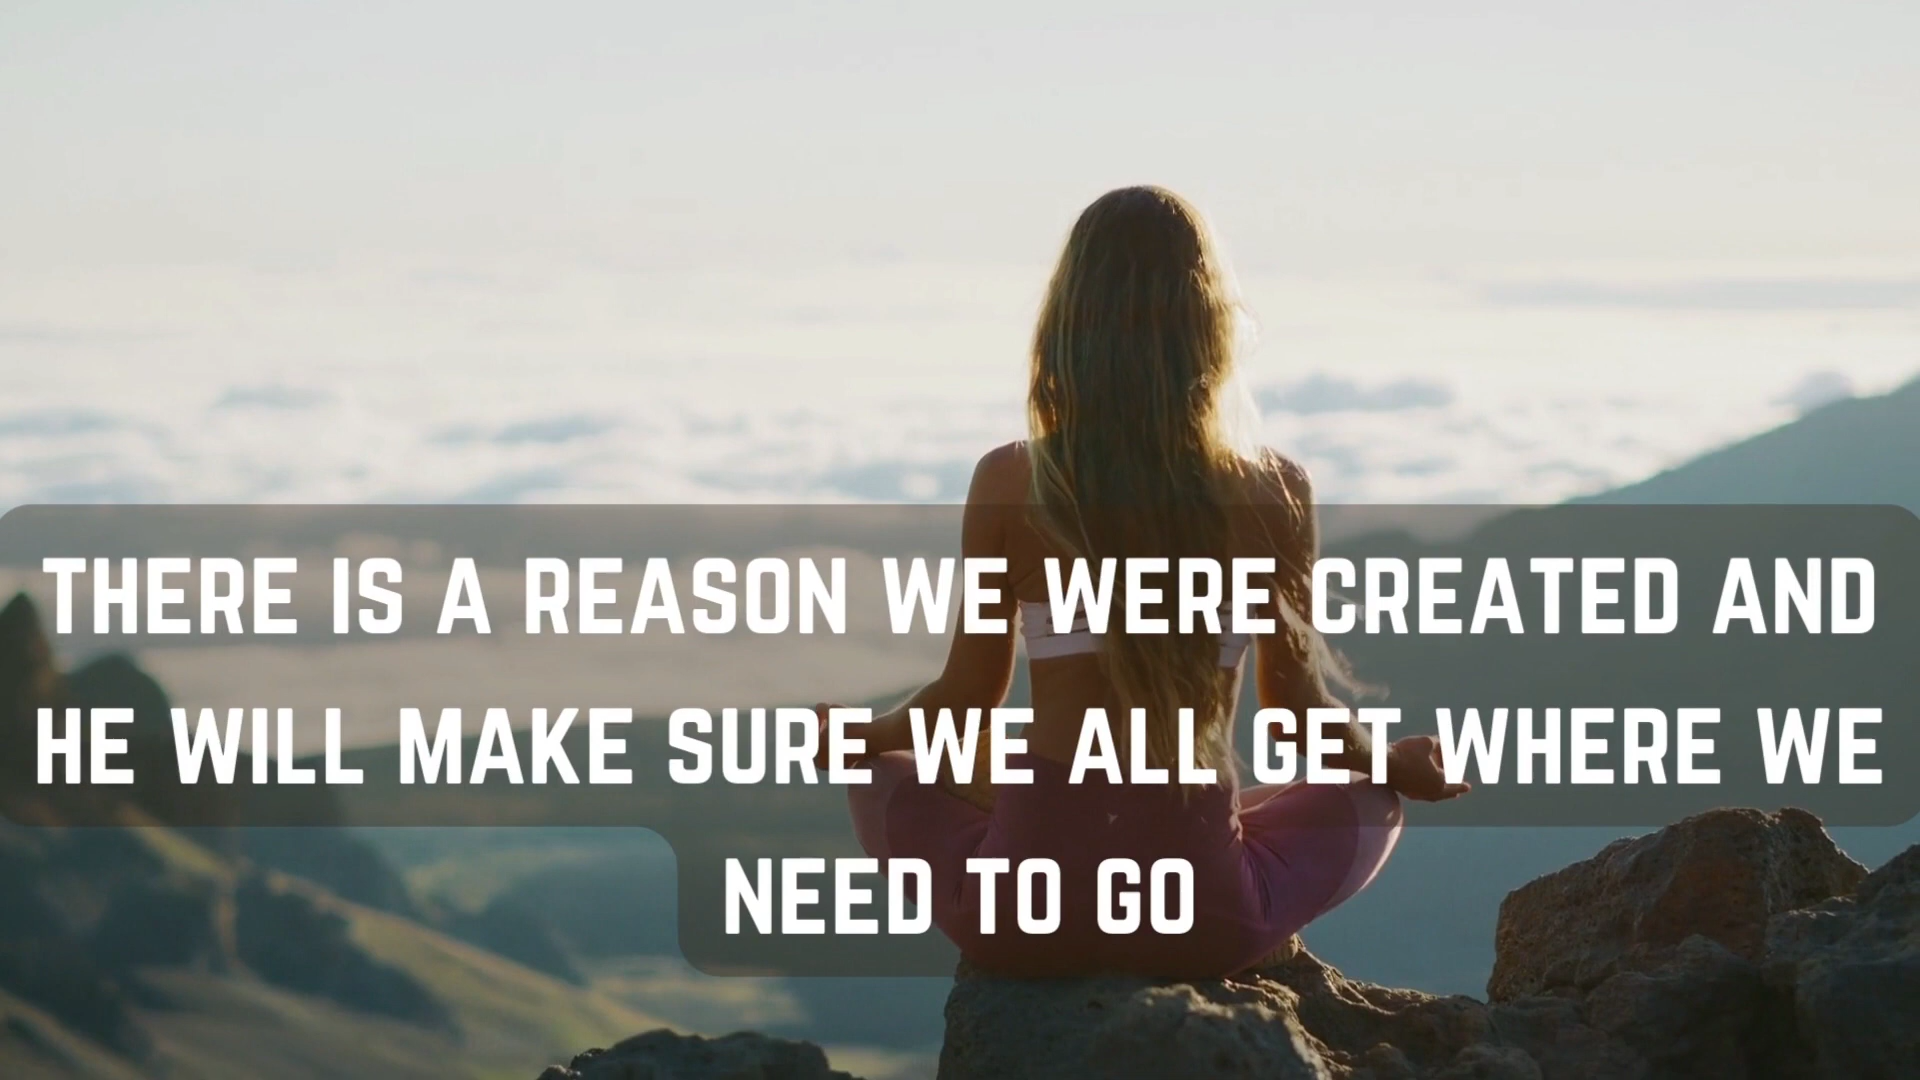 THERE IS A REASON WE WERE CREATED AND
HE WILL MAKE SURE WE ALL GET WHERE WE
NEED TO GO